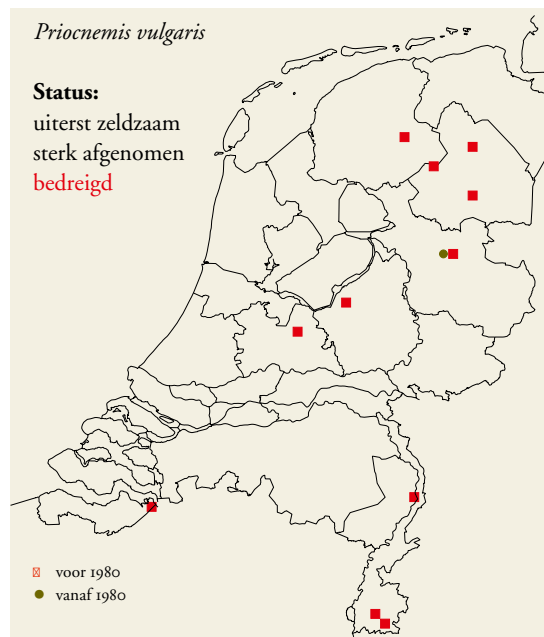 Priocnemis vulgaris
Status:
uiterst zeldzaam
sterk afgenomen
bedreigd
voor 1980
vanaf 1980